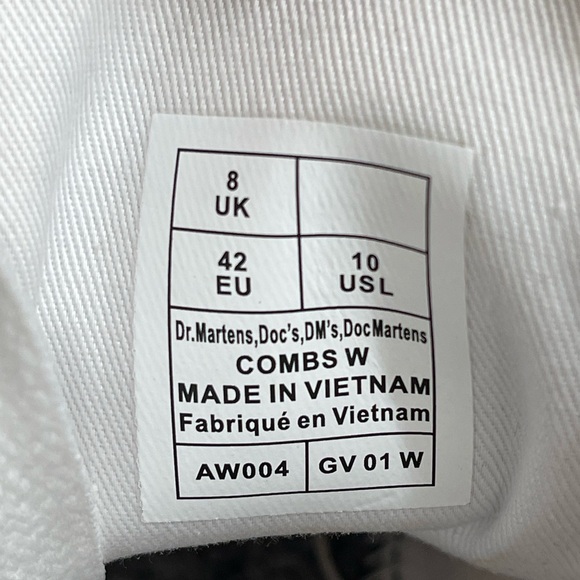 8
UK
42
EU
10
USL
Dr.Martens,Doc's,DM's,DocMartens
COMBS W
MADE IN VIETNAM
Fabriqué en Vietnam
AW004
GV 01 W